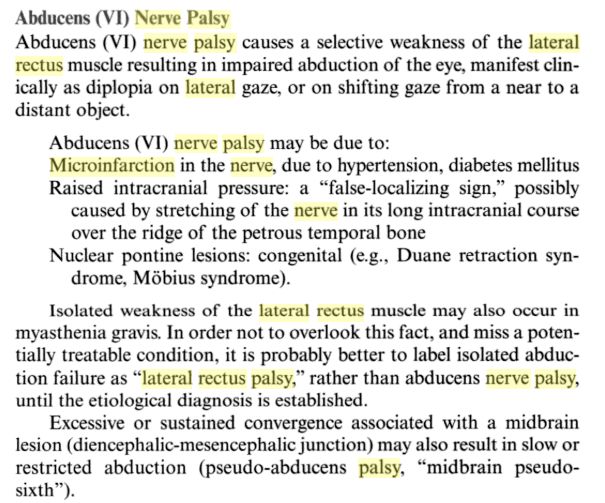 Abducens (VI) Nerve Palsy
Abducens (VI) nerve palsy causes a selective weakness of the lateral
rectus muscle resulting in impaired abduction of the eye, manifest clin-
ically as diplopia on lateral gaze, or on shifting gaze from a near to a
distant object.
Abducens (VI) nerve palsy may be due to:
Microinfarction in the nerve, due to hypertension, diabetes mellitus
Raised intracranial pressure: a “false-localizing sign,” possibly
caused by stretching of the nerve in its long intracranial course
over the ridge of the petrous temporal bone
Nuclear pontine lesions: congenital (e.g., Duane retraction syn-
drome, Möbius syndrome).
Isolated weakness of the lateral rectus muscle may also occur in
myasthenia gravis. In order not to overlook this fact, and miss a poten-
tially treatable condition, it is probably better to label isolated abduc-
tion failure as “lateral rectus palsy,” rather than abducens nerve palsy,
until the etiological diagnosis is established.
Excessive or sustained convergence associated with a midbrain
lesion (diencephalic-mesencephalic junction) may also result in slow or
restricted abduction (pseudo-abducens palsy, “midbrain pseudo-
sixth”).